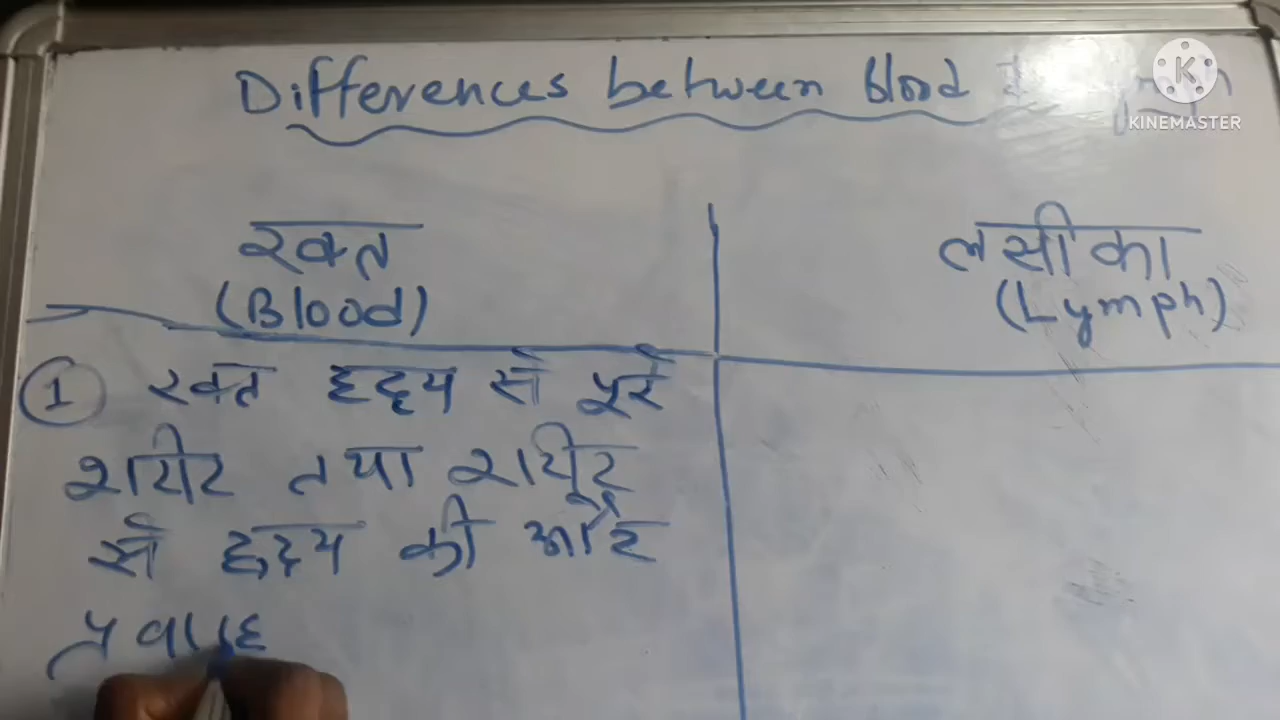 Differences between blood
K
KINEMASTER
रक्त
(Blood)
लसीका
(Lymph)
1 रक्त हृदय से पूरे
शरीर तथा शरीर
से हृदय की ओर
प्रवाह